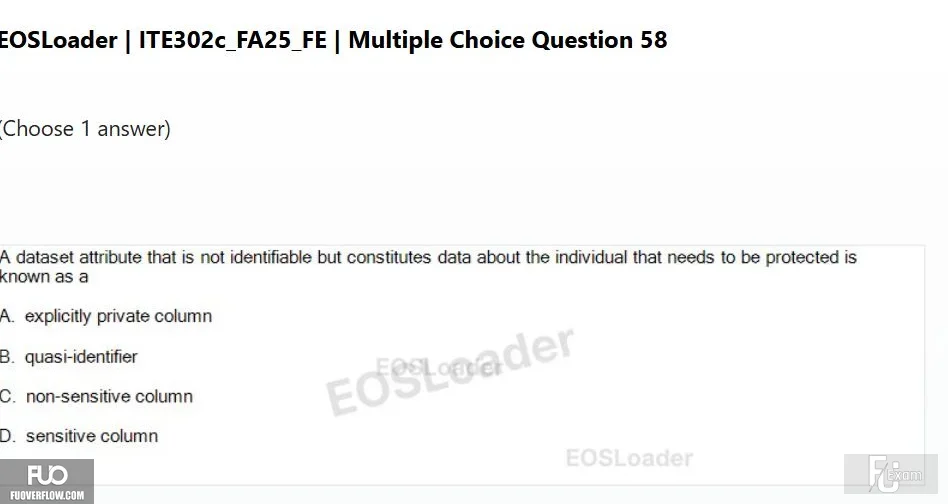 EOSLoader | ITE302c_FA25_FE | Multiple Choice Question 58
(Choose 1 answer)
A dataset attribute that is not identifiable but constitutes data about the individual that needs to be protected is
known as a
A. explicitly private column
B. quasi-identifier
C. non-sensitive column
D. sensitive column
EOSLoader
EOSLoader
EOSLoader
FUO
FUOVERFLOW.COM
Exam